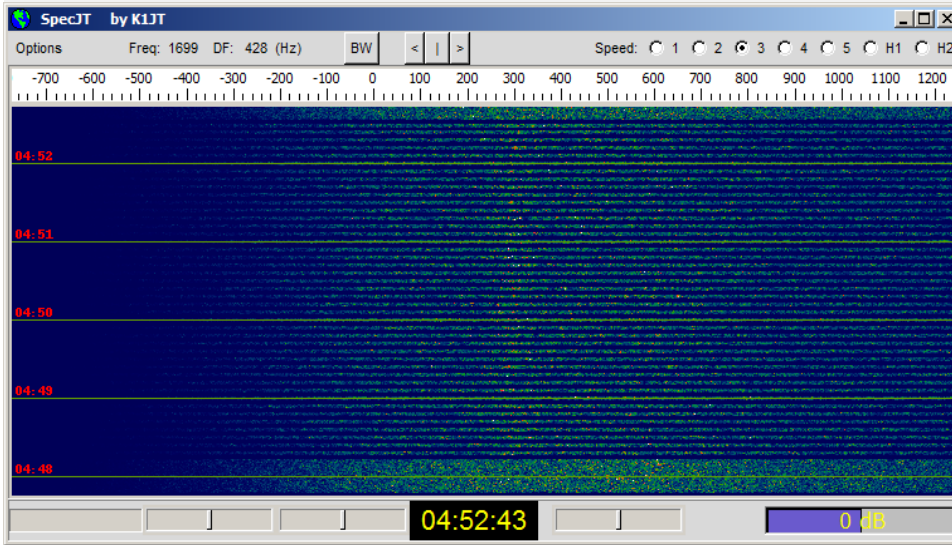 SpecJT by K1JT
Options Freq: 1699 DF: 428 (Hz) BW < | > Speed: 1 2 3 4 5 H1 H2
-700 -600 -500 -400 -300 -200 -100 0 100 200 300 400 500 600 700 800 900 1000 1100 1200
04:52
04:51
04:50
04:49
04:48
04:52:43 0 dB